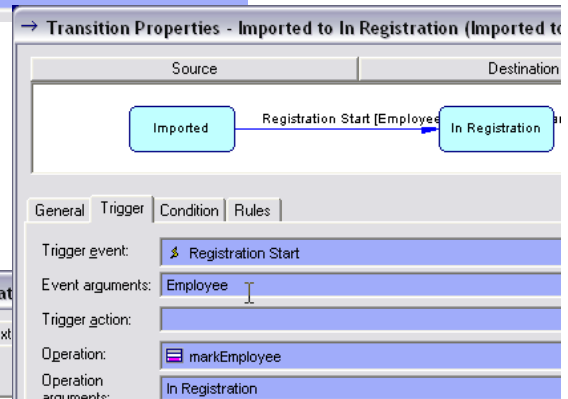 Transition Properties - Imported to In Registration (Imported to
Source
Destination
Imported
Registration Start [Employee
In Registration
General
Trigger
Condition
Rules
Trigger event:
Registration Start
Event arguments:
Employee
Trigger action:
Operation:
markEmployee
Operation
arguments:
In Registration